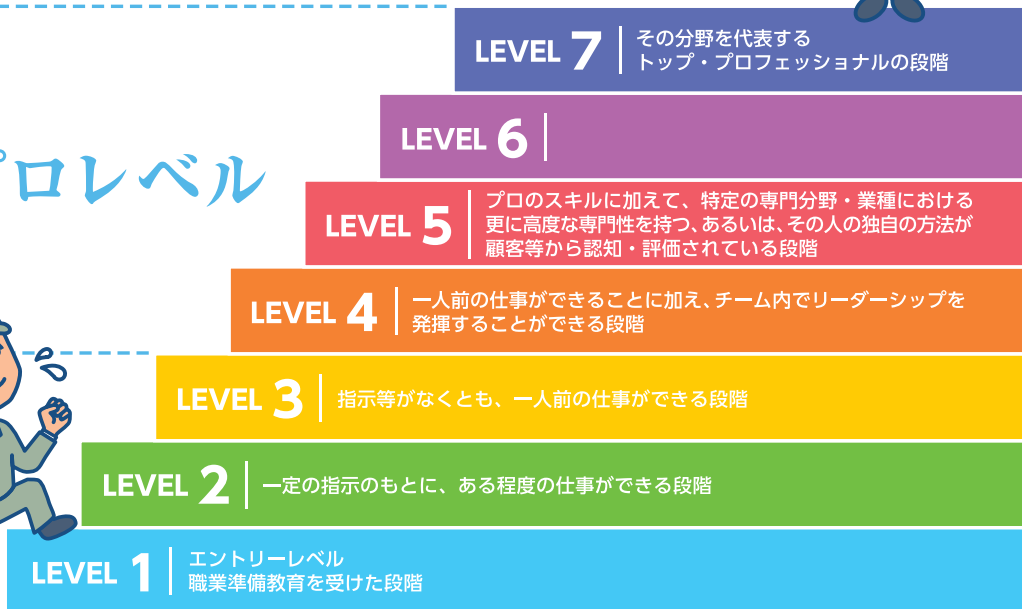 LEVEL 7 その分野を代表する
トップ・プロフェッショナルの段階
LEVEL 6
プロレベル
LEVEL 5 プロのスキルに加えて、特定の専門分野・業種における
更に高度な専門性を持つ、あるいは、その人の独自の方法が
顧客等から認知・評価されている段階
LEVEL 4 一人前の仕事ができることに加え、チーム内でリーダーシップを
発揮することができる段階
LEVEL 3 指示等がなくとも、一人前の仕事ができる段階
LEVEL 2 一定の指示のもとに、ある程度の仕事ができる段階
LEVEL 1 エントリーレベル
職業準備教育を受けた段階